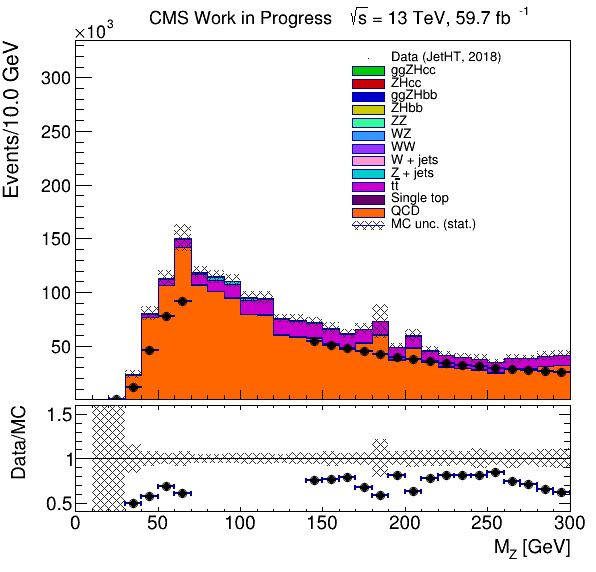 CMS Work in Progress √s = 13 TeV, 59.7 fb⁻¹
×10³
Events/10.0 GeV
300
250
200
150
100
50
Data (JetHT, 2018)
ggZHcc
ZHcc
ggZHbb
ZHbb
ZZ
WZ
WW
W + jets
Z + jets
tt̅
Single top
QCD
MC unc. (stat.)
Data/MC
1.5
1
0.5
0 50 100 150 200 250 300
M_Z [GeV]